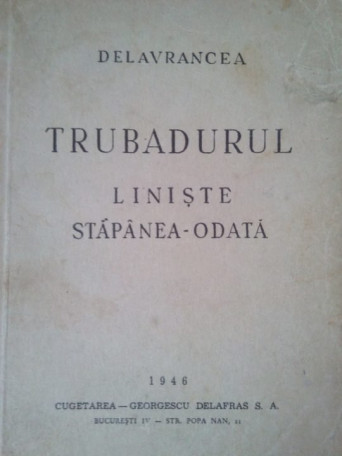 DELAVRANCEA
TRUBADURUL
LINIȘTE
STĂPÂNEA-ODATĂ
1946
CUGETAREA—GEORGESCU DELAFRAS S. A.
BUCUREȘTI IV — STR. POPA NAN, 21